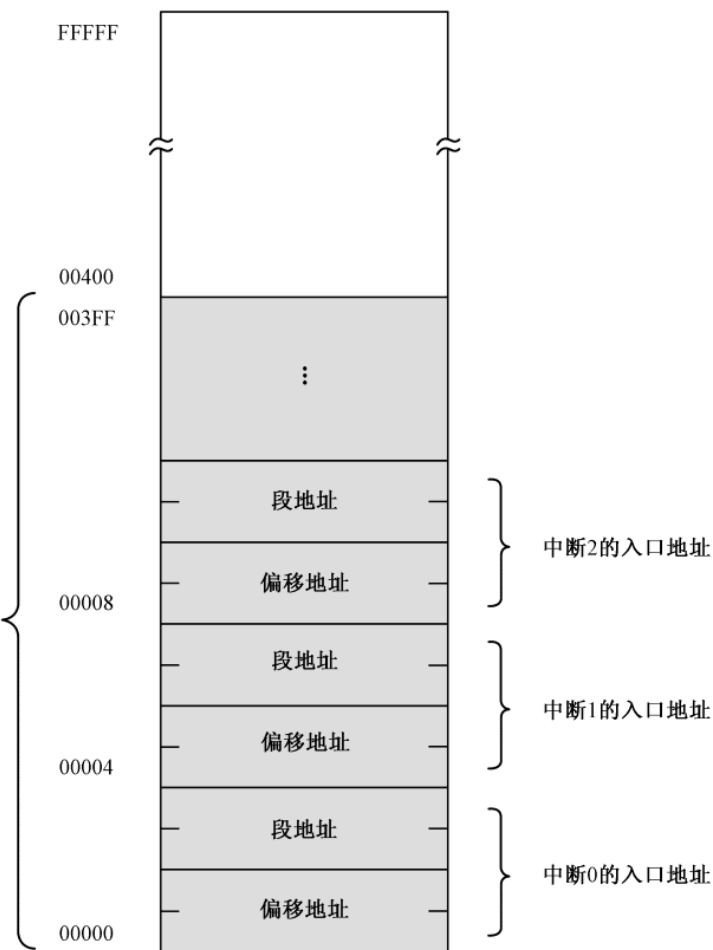 FFFFF
00400
003FF
⋮
段地址
中断2的入口地址
偏移地址
00008
段地址
中断1的入口地址
偏移地址
00004
段地址
中断0的入口地址
偏移地址
00000